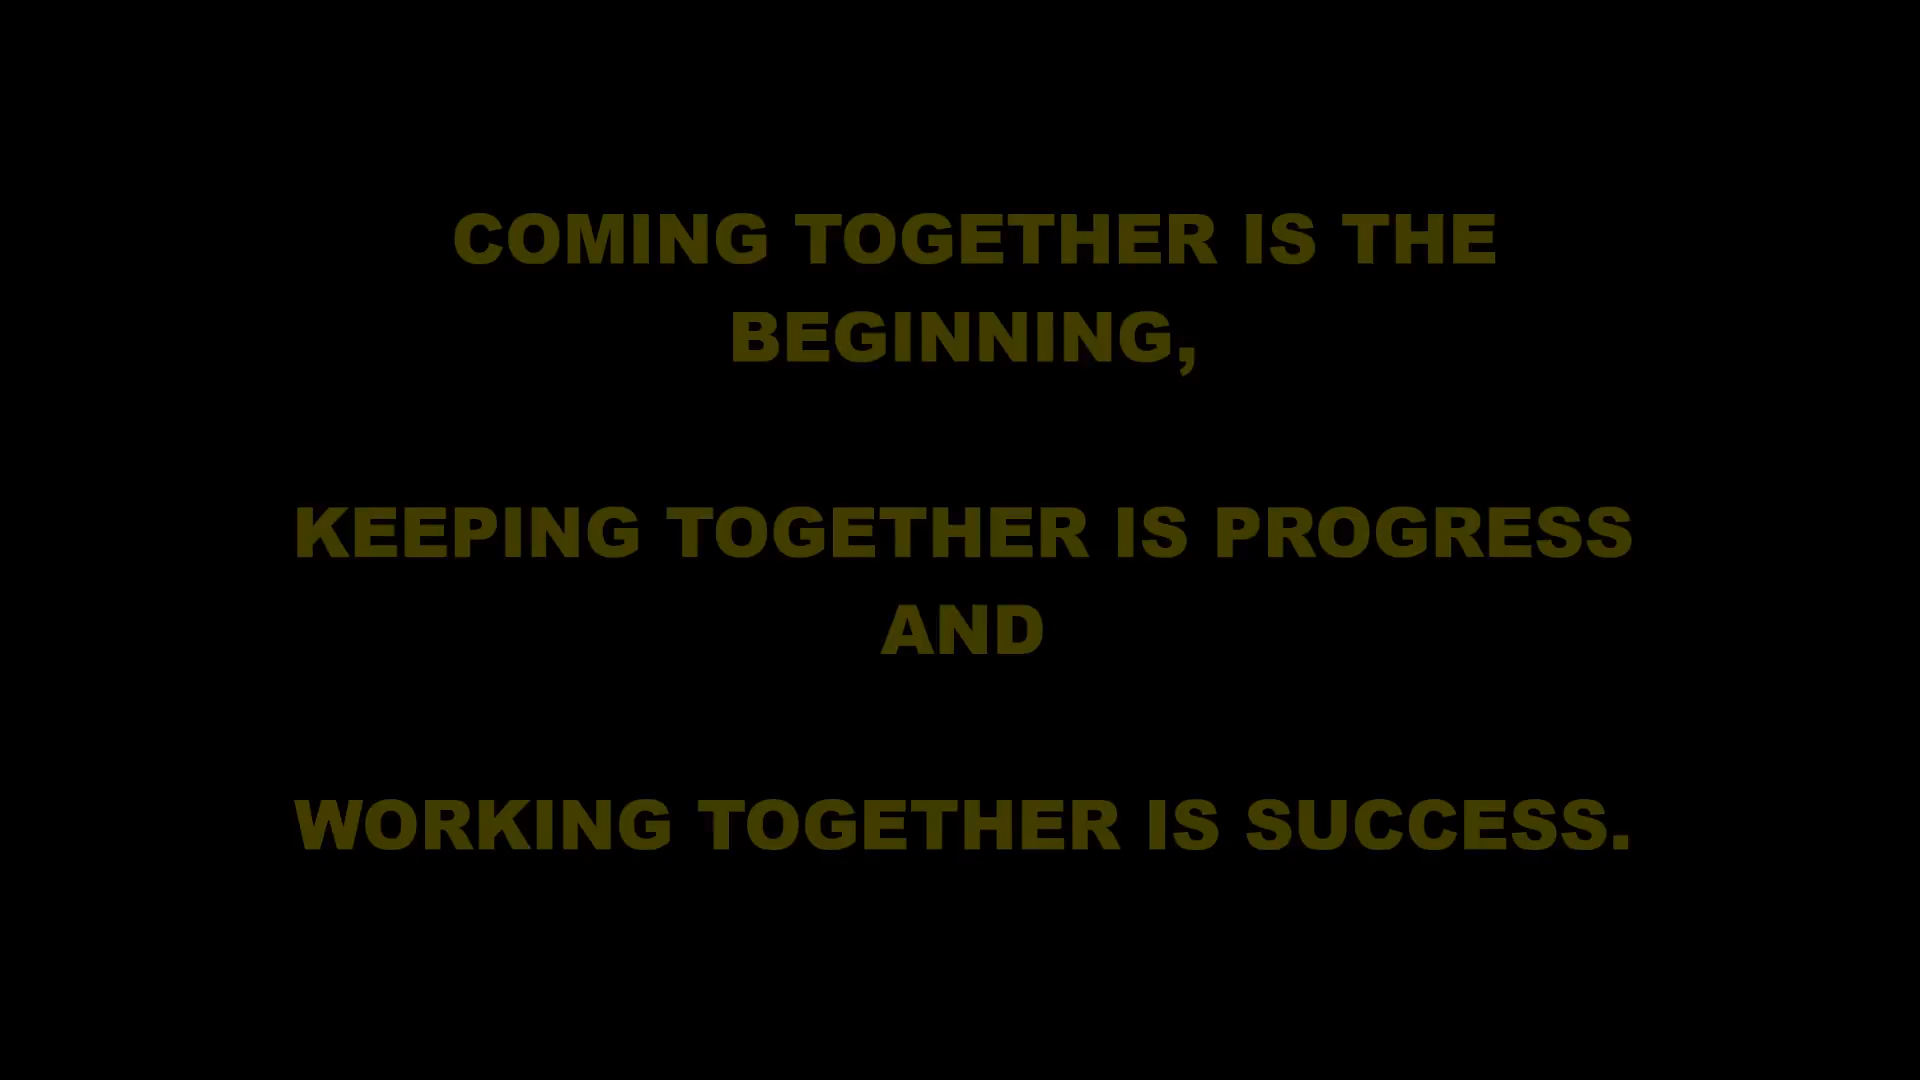 COMING TOGETHER IS THE
BEGINNING,
KEEPING TOGETHER IS PROGRESS
AND
WORKING TOGETHER IS SUCCESS.